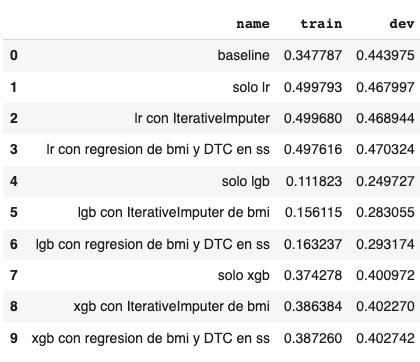 name train dev
0 baseline 0.347787 0.443975
1 solo lr 0.499793 0.467997
2 lr con IterativeImputer 0.499680 0.468944
3 lr con regresion de bmi y DTC en ss 0.497616 0.470324
4 solo lgb 0.111823 0.249727
5 lgb con IterativeImputer de bmi 0.156115 0.283055
6 lgb con regresion de bmi y DTC en ss 0.163237 0.293174
7 solo xgb 0.374278 0.400972
8 xgb con IterativeImputer de bmi 0.386384 0.402270
9 xgb con regresion de bmi y DTC en ss 0.387260 0.402742